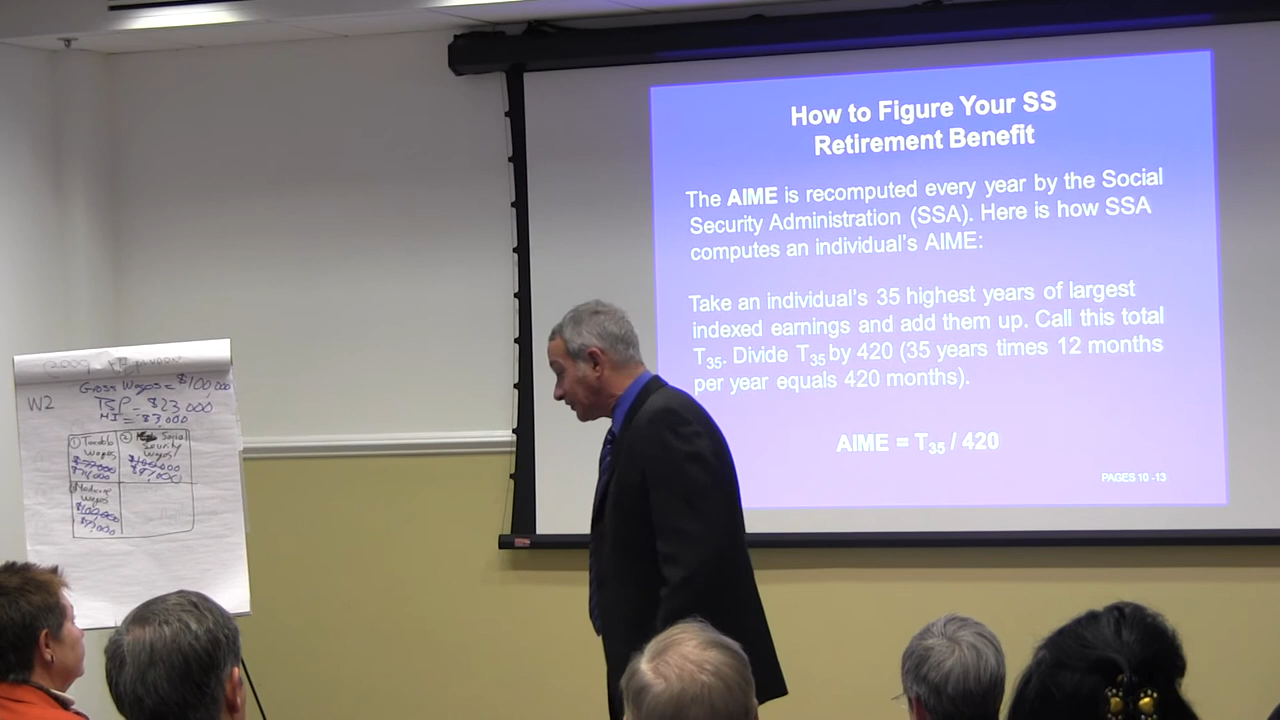 How to Figure Your SS
Retirement Benefit
The AIME is recomputed every year by the Social
Security Administration (SSA). Here is how SSA
computes an individual's AIME:
Take an individual's 35 highest years of largest
indexed earnings and add them up. Call this total
T35. Divide T35 by 420 (35 years times 12 months
per year equals 420 months).
AIME = T35 / 420
PAGES 10 -13
2009
Gross Wages = $100,000
W2
TSP - $23,000
HI = $3,000
① Taxable
Wages
② Social
Security
Wages
Medicare
Wages